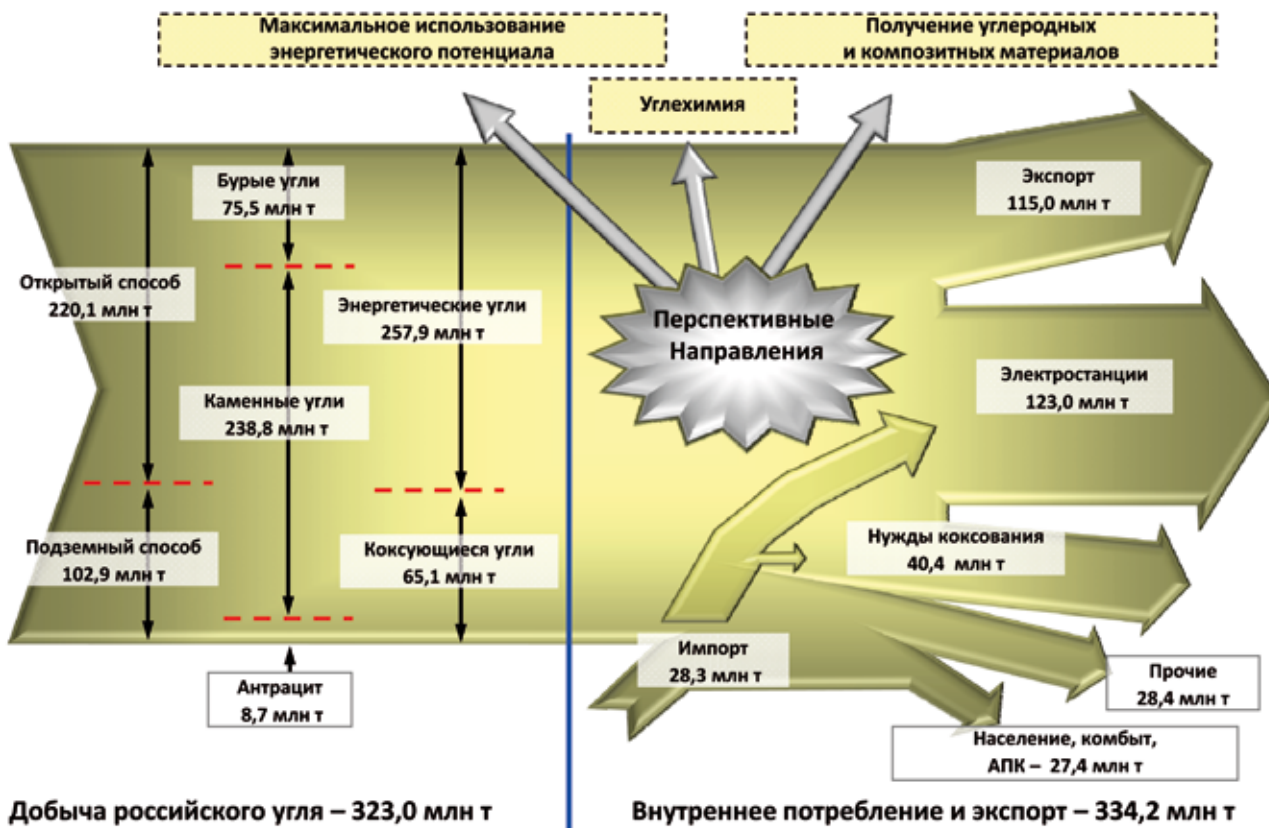 Максимальное использование
энергетического потенциала
Получение углеродных
и композитных материалов
Углехимия
Бурые угли
75,5 млн т
Экспорт
115,0 млн т
Открытый способ
220,1 млн т
Энергетические угли
257,9 млн т
Перспективные
Направления
Каменные угли
238,8 млн т
Электростанции
123,0 млн т
Подземный способ
102,9 млн т
Коксующиеся угли
65,1 млн т
Нужды коксования
40,4 млн т
Импорт
28,3 млн т
Антрацит
8,7 млн т
Прочие
28,4 млн т
Население, комбыт,
АПК – 27,4 млн т
Добыча российского угля – 323,0 млн т
Внутреннее потребление и экспорт – 334,2 млн т